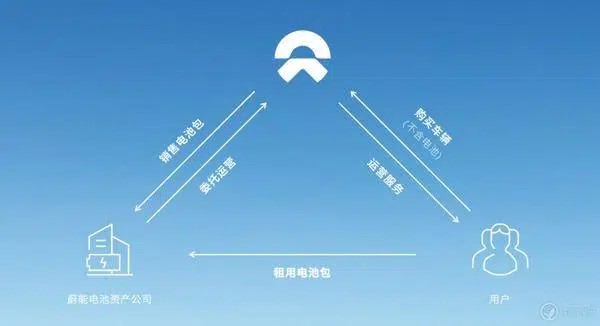 销售电池包
委托运营
购买车辆
(不含电池)
运营服务
租用电池包
蔚能电池资产公司
用户